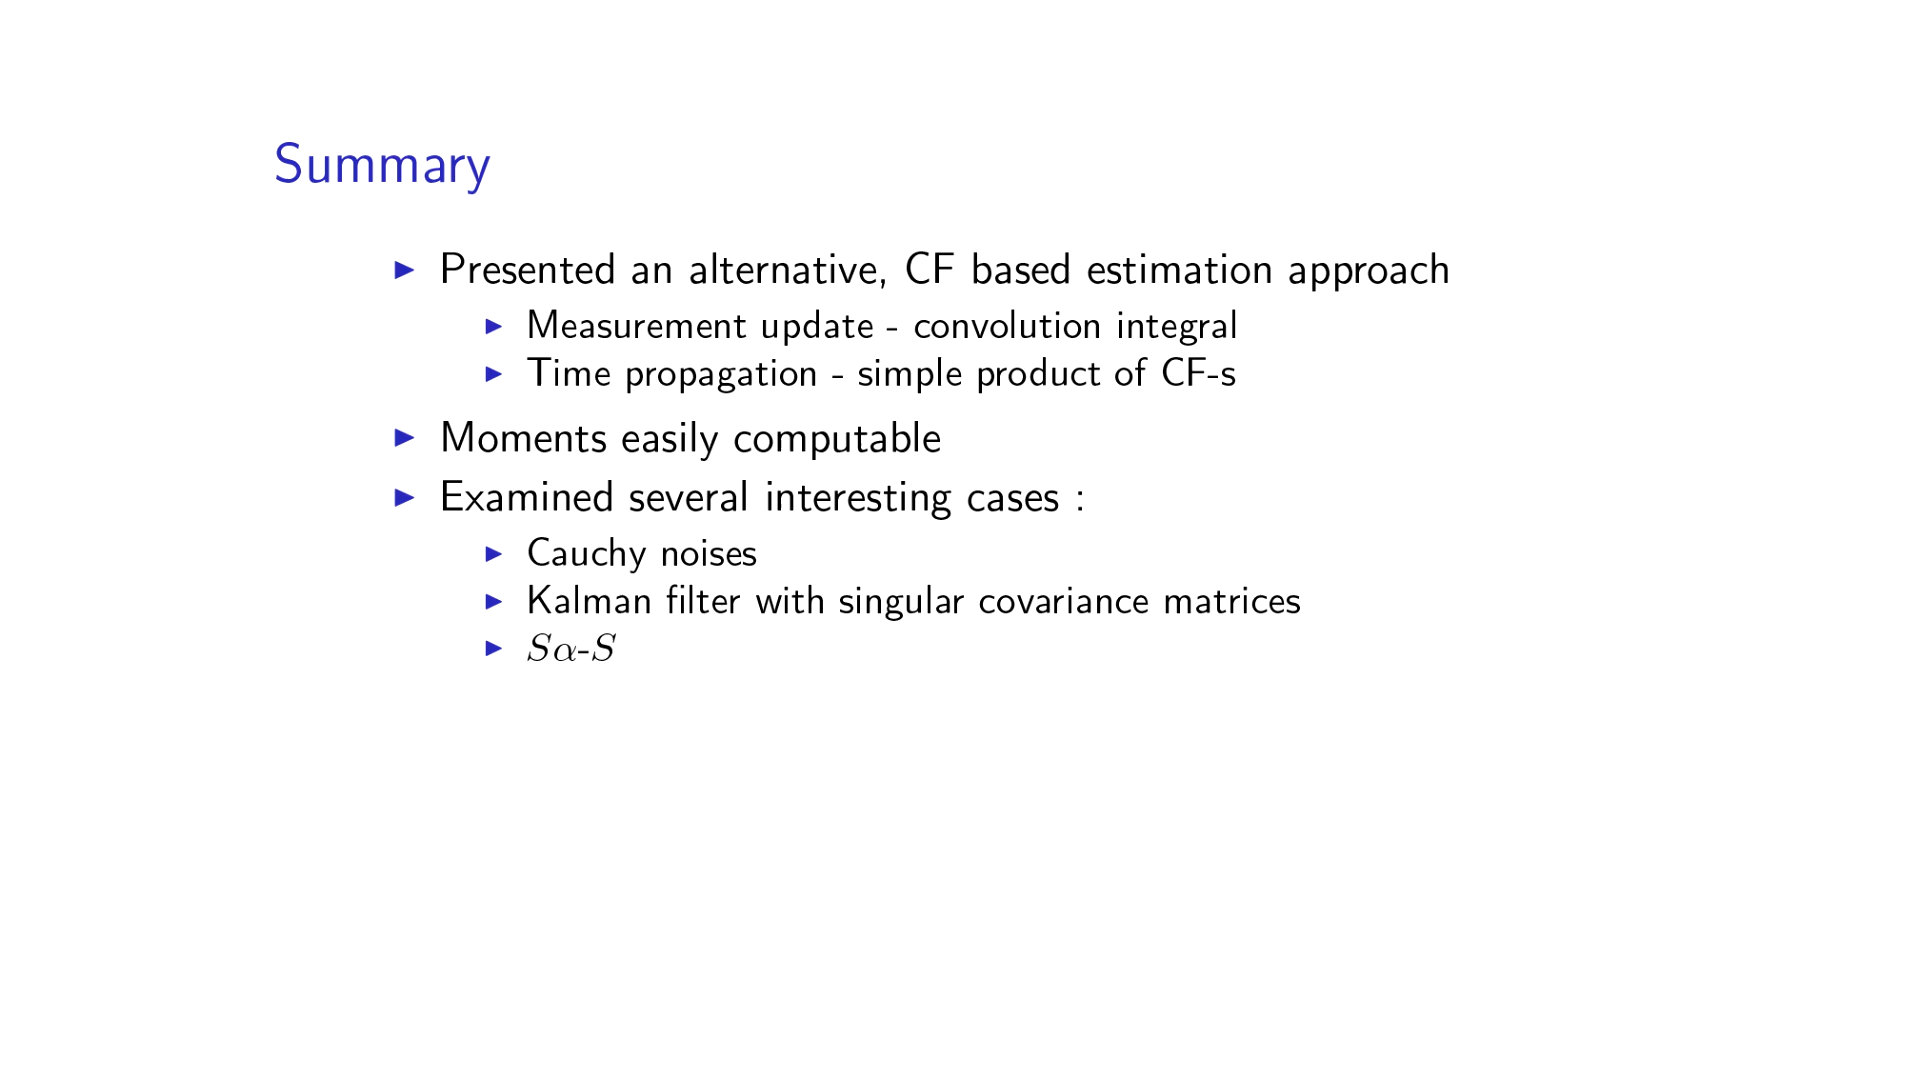 Summary
Presented an alternative, CF based estimation approach
Measurement update - convolution integral
Time propagation - simple product of CF-s
Moments easily computable
Examined several interesting cases :
Cauchy noises
Kalman filter with singular covariance matrices
Sα-S